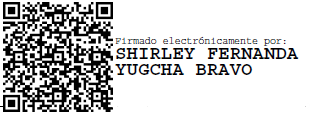 Firmado electrónicamente por:
SHIRLEY FERNANDA
YUGCHA BRAVO